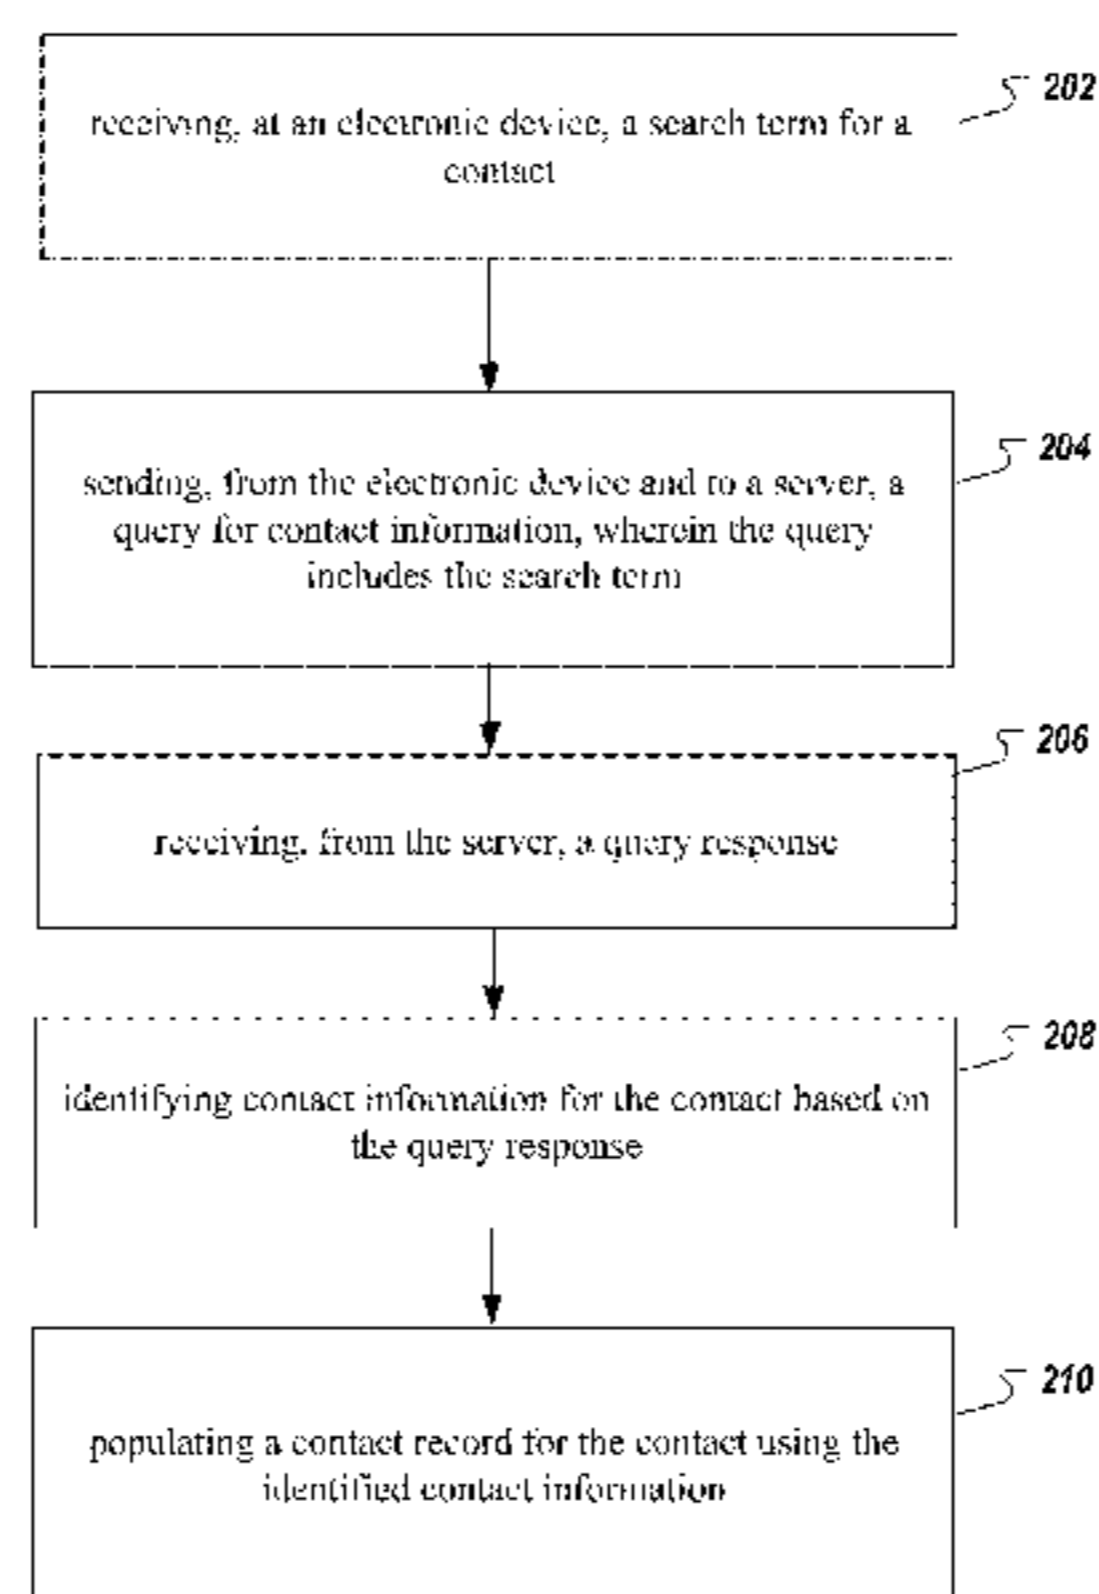 202
receiving, at an electronic device, a search term for a
contact
204
sending, from the electronic device and to a server, a
query for contact information, wherein the query
includes the search term
206
receiving, from the server, a query response
208
identifying contact information for the contact based on
the query response
210
populating a contact record for the contact using the
identified contact information